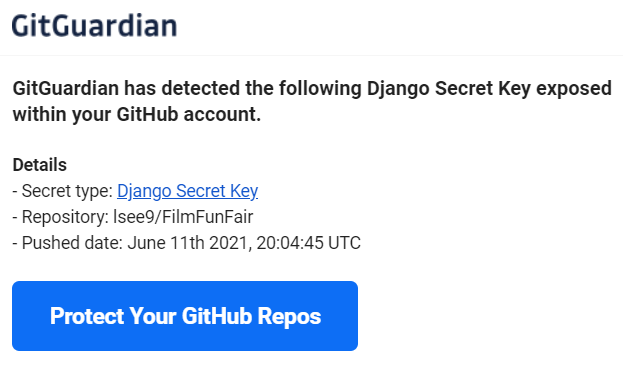 GitGuardian
GitGuardian has detected the following Django Secret Key exposed
within your GitHub account.
Details
- Secret type: Django Secret Key
- Repository: lsee9/FilmFunFair
- Pushed date: June 11th 2021, 20:04:45 UTC
Protect Your GitHub Repos